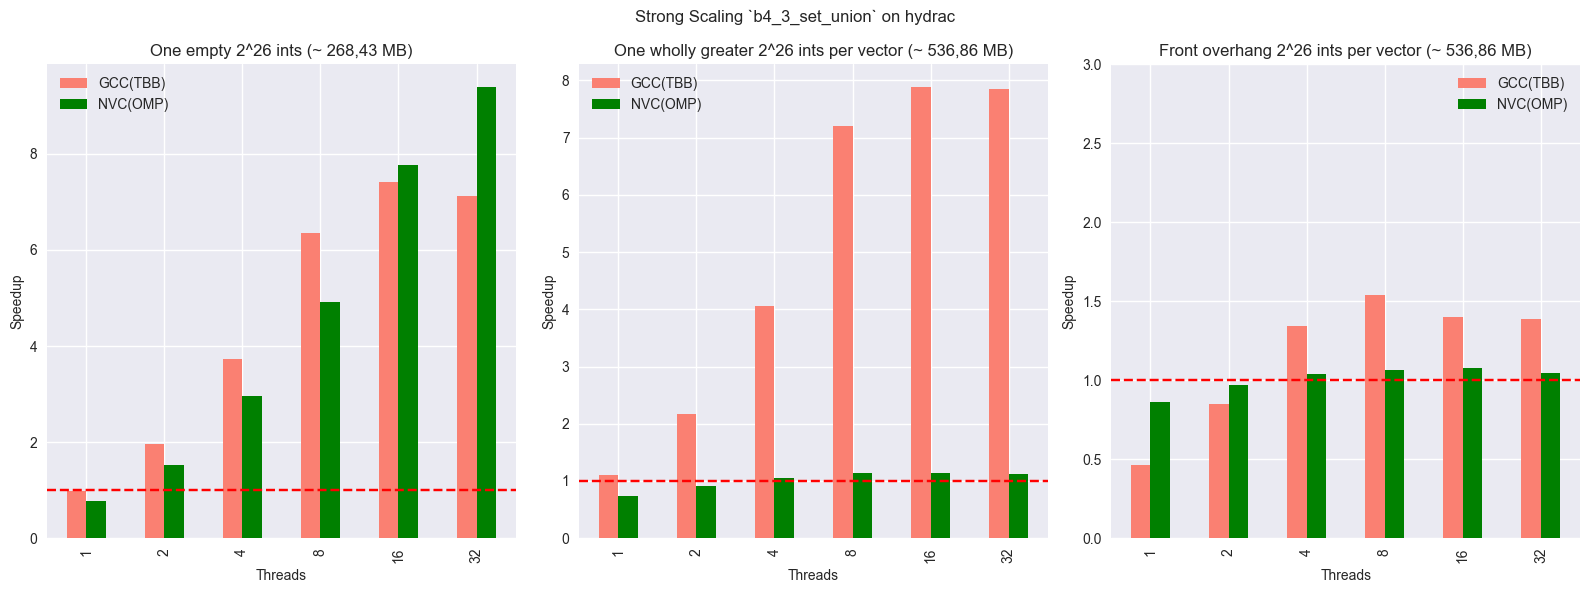 Strong Scaling `b4_3_set_union` on hydrac
One empty 2^26 ints (~ 268,43 MB)
GCC(TBB)
NVC(OMP)
8
6
4
2
0
Speedup
1
2
4
8
16
32
Threads
One wholly greater 2^26 ints per vector (~ 536,86 MB)
GCC(TBB)
NVC(OMP)
8
7
6
5
4
3
2
1
0
Speedup
1
2
4
8
16
32
Threads
Front overhang 2^26 ints per vector (~ 536,86 MB)
GCC(TBB)
NVC(OMP)
3.0
2.5
2.0
1.5
1.0
0.5
0.0
Speedup
1
2
4
8
16
32
Threads